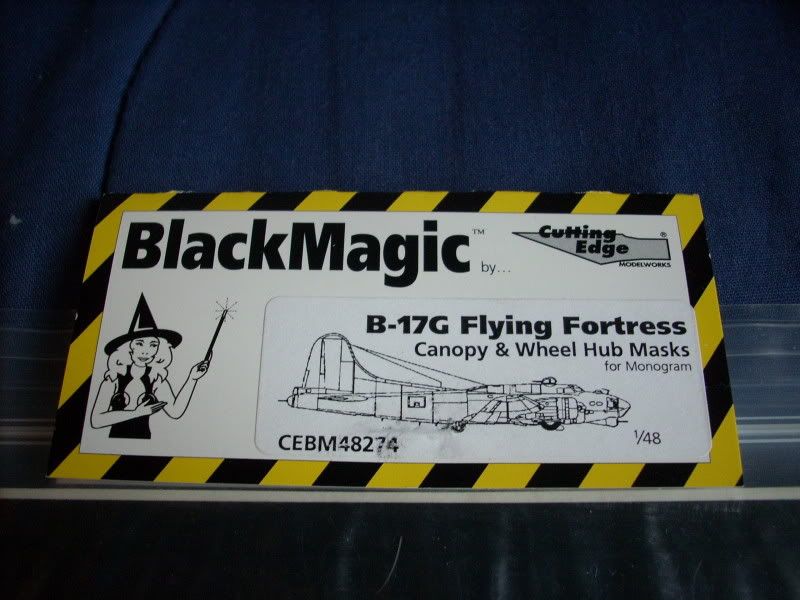 BlackMagic™
by...
Cutting Edge®
MODELWORKS
B-17G Flying Fortress
Canopy & Wheel Hub Masks
for Monogram
CEBM48274
1/48